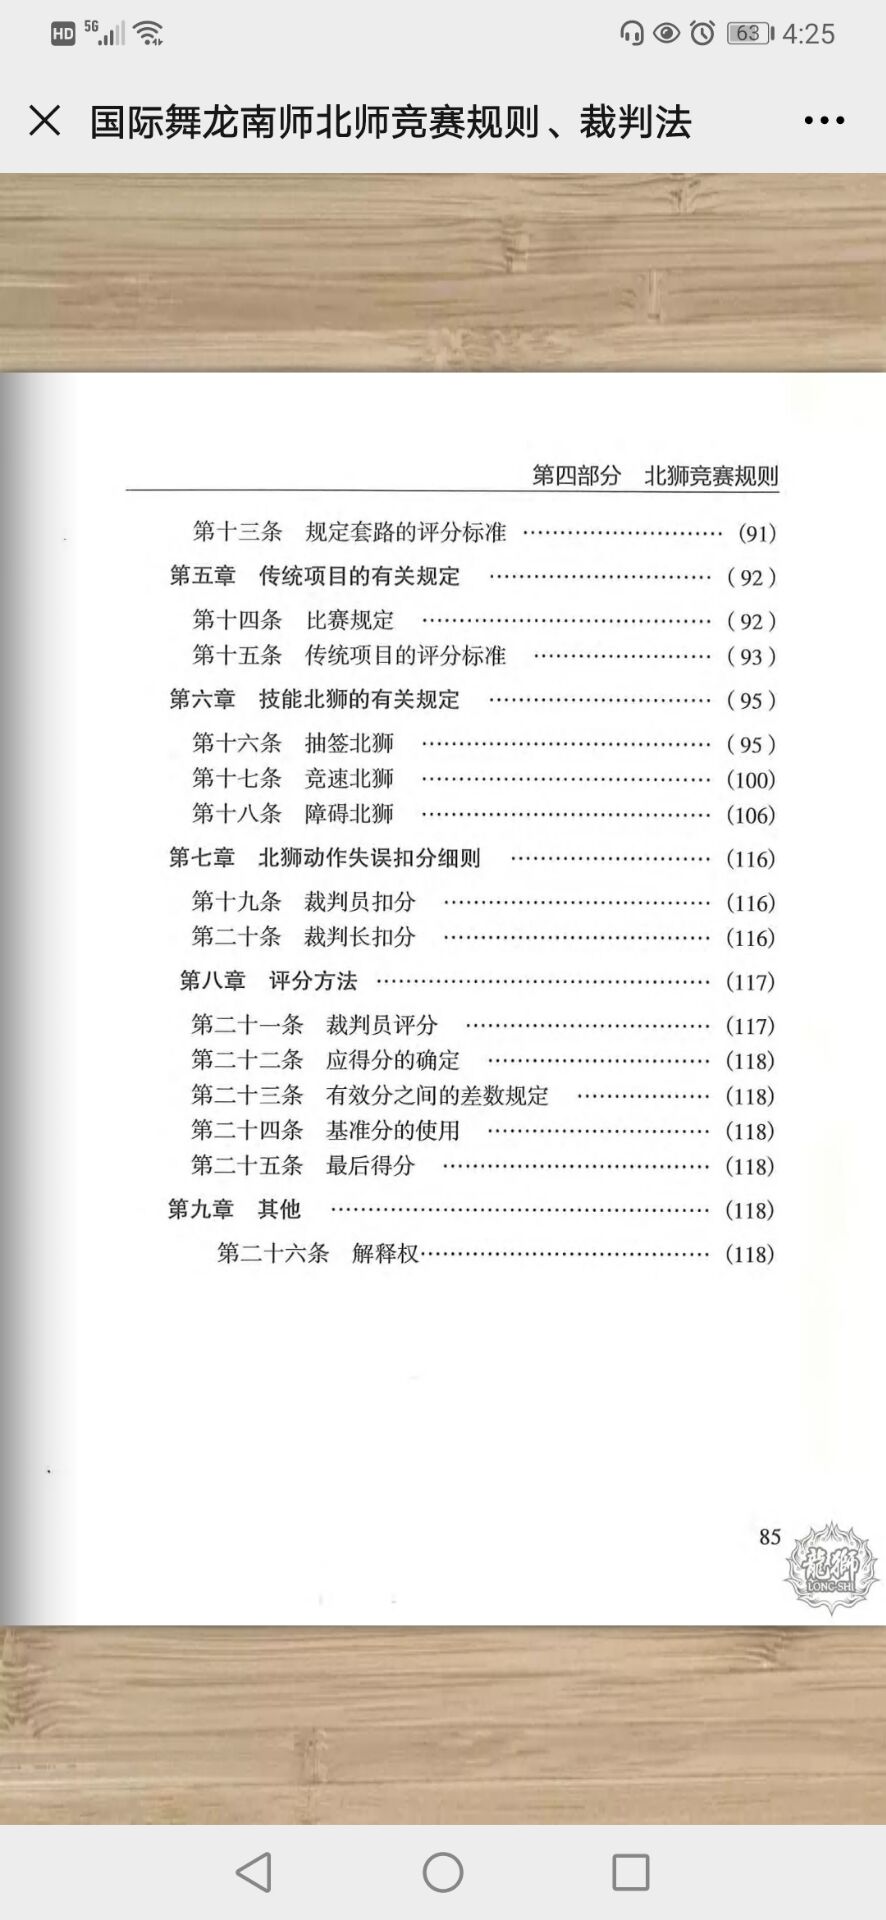 HD 5G 63 4:25
国际舞龙南师北师竞赛规则、裁判法
第四部分 北狮竞赛规则
第十三条 规定套路的评分标准 ………………………… (91)
第五章 传统项目的有关规定 ………………………… (92)
第十四条 比赛规定 ………………………… (92)
第十五条 传统项目的评分标准 ………………………… (93)
第六章 技能北狮的有关规定 ………………………… (95)
第十六条 抽签北狮 ………………………… (95)
第十七条 竞速北狮 ………………………… (100)
第十八条 障碍北狮 ………………………… (106)
第七章 北狮动作失误扣分细则 ………………………… (116)
第十九条 裁判员扣分 ………………………… (116)
第二十条 裁判长扣分 ………………………… (116)
第八章 评分方法 ………………………… (117)
第二十一条 裁判员评分 ………………………… (117)
第二十二条 应得分的确定 ………………………… (118)
第二十三条 有效分之间的差数规定 ………………………… (118)
第二十四条 基准分的使用 ………………………… (118)
第二十五条 最后得分 ………………………… (118)
第九章 其他 ………………………… (118)
第二十六条 解释权………………………… (118)
85
龍獅
LONG-SHI